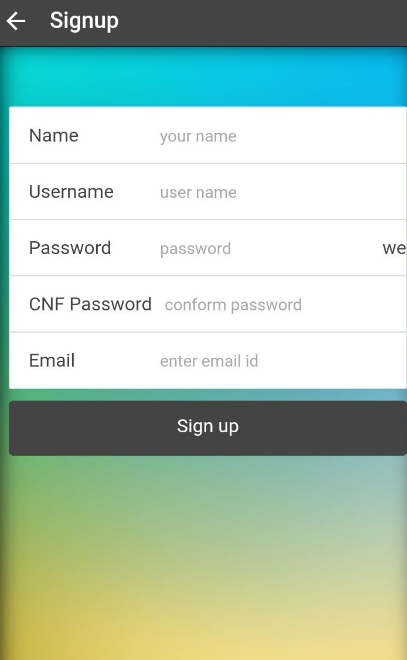 Signup
Name your name
Username user name
Password password we
CNF Password conform password
Email enter email id
Sign up